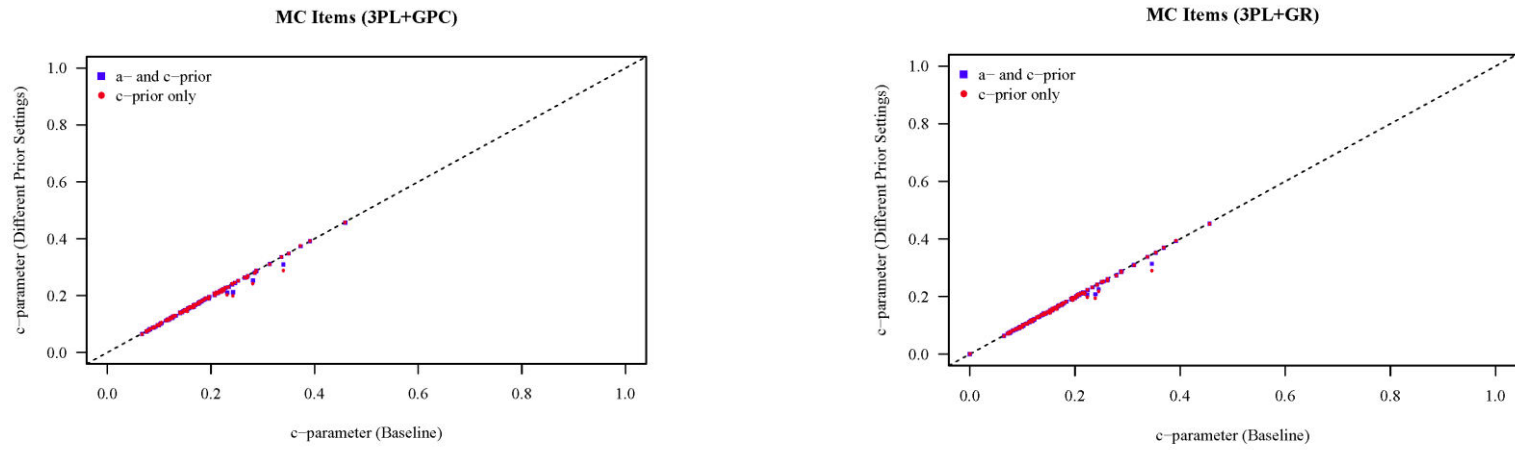 MC Items (3PL+GPC)
a− and c−prior
c−prior only
c−parameter (Different Prior Settings)
1.0
0.8
0.6
0.4
0.2
0.0
0.0 0.2 0.4 0.6 0.8 1.0
c−parameter (Baseline)
MC Items (3PL+GR)
a− and c−prior
c−prior only
c−parameter (Different Prior Settings)
1.0
0.8
0.6
0.4
0.2
0.0
0.0 0.2 0.4 0.6 0.8 1.0
c−parameter (Baseline)